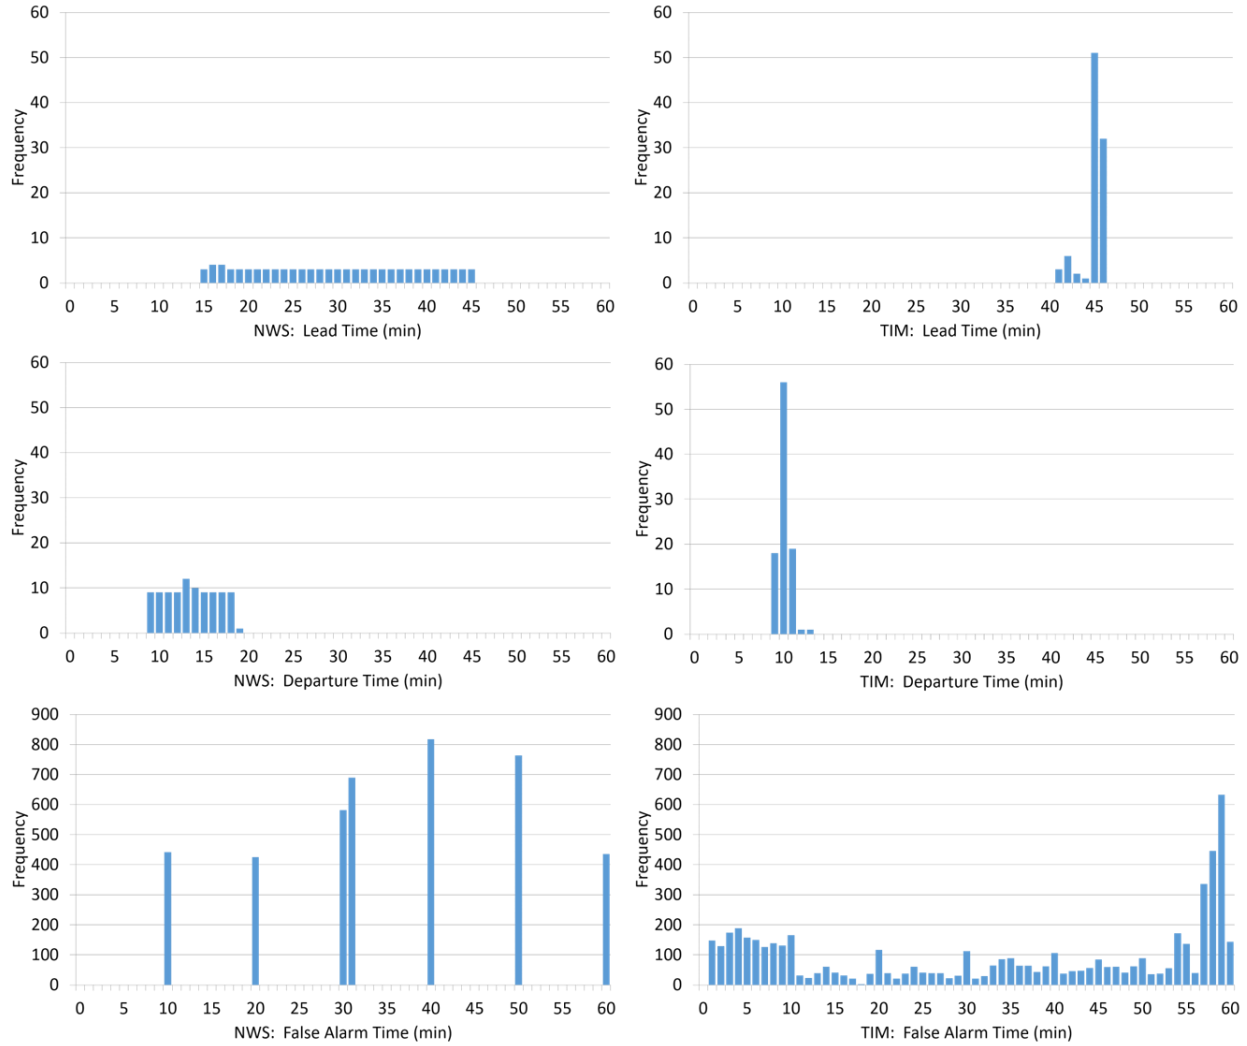 60
50
40
30
20
10
0
Frequency
0 5 10 15 20 25 30 35 40 45 50 55 60
NWS: Lead Time (min)
60
50
40
30
20
10
0
Frequency
0 5 10 15 20 25 30 35 40 45 50 55 60
TIM: Lead Time (min)
60
50
40
30
20
10
0
Frequency
0 5 10 15 20 25 30 35 40 45 50 55 60
NWS: Departure Time (min)
60
50
40
30
20
10
0
Frequency
0 5 10 15 20 25 30 35 40 45 50 55 60
TIM: Departure Time (min)
900
800
700
600
500
400
300
200
100
0
Frequency
0 5 10 15 20 25 30 35 40 45 50 55 60
NWS: False Alarm Time (min)
900
800
700
600
500
400
300
200
100
0
Frequency
0 5 10 15 20 25 30 35 40 45 50 55 60
TIM: False Alarm Time (min)